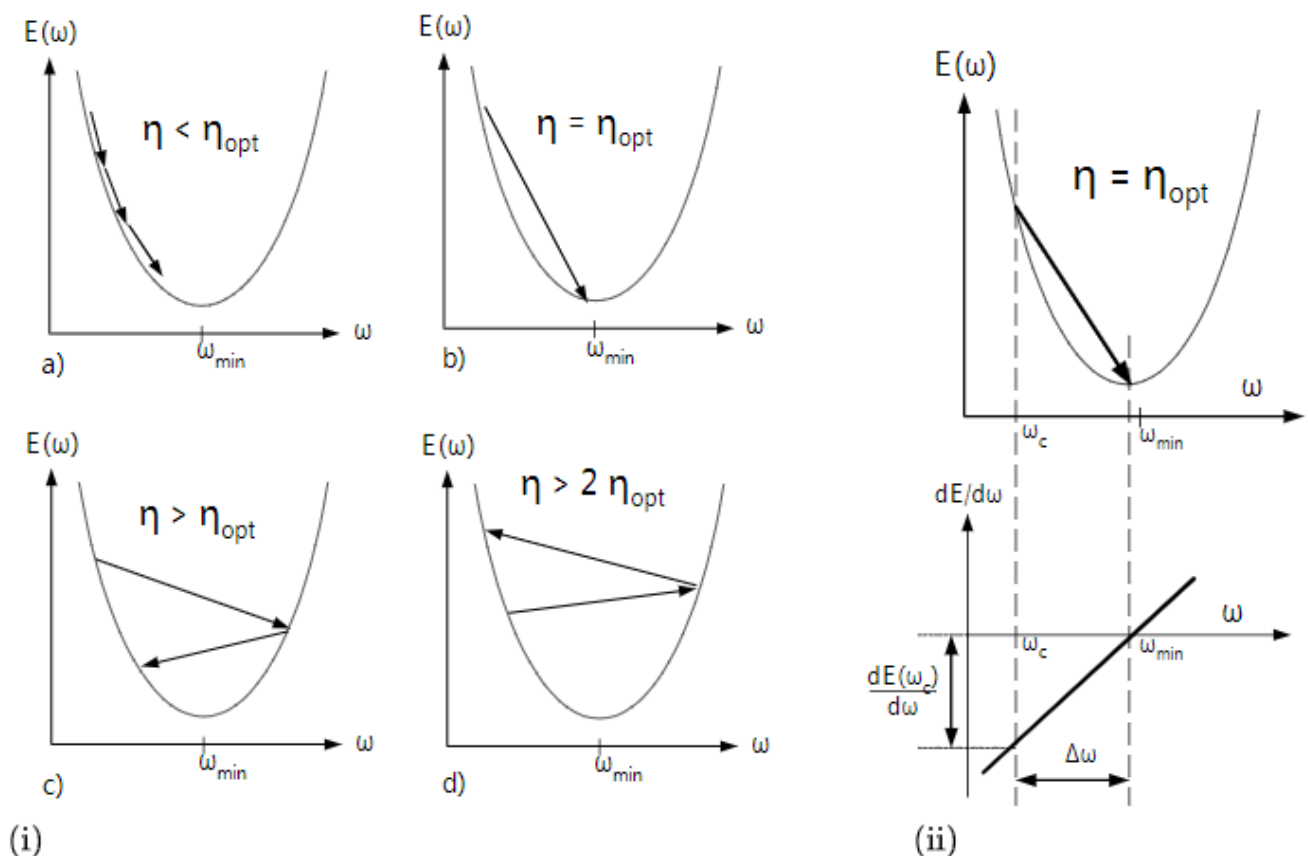 E(ω)
η < η_opt
ω
ω_min
a)
E(ω)
η = η_opt
ω
ω_min
b)
E(ω)
η > η_opt
ω
ω_min
c)
E(ω)
η > 2 η_opt
ω
ω_min
d)
(i)
E(ω)
η = η_opt
ω
ω_c
ω_min
dE/dω
ω
ω_c
ω_min
dE(ω_c)
dω
Δω
(ii)